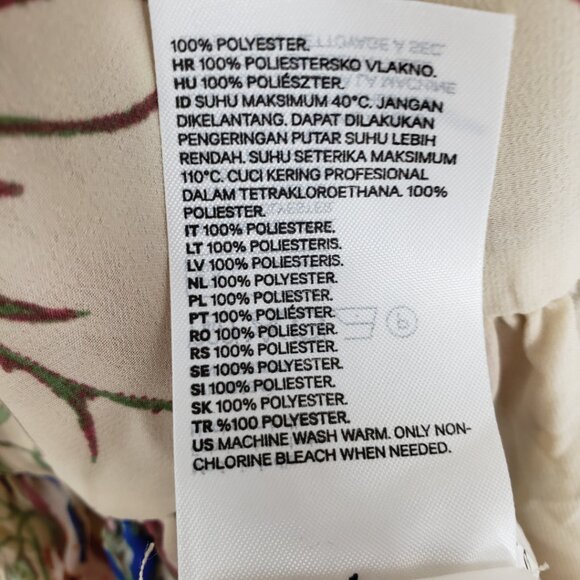 100% POLYESTER.
HR 100% POLIESTERSKO VLAKNO.
HU 100% POLIÉSZTER.
ID SUHU MAKSIMUM 40°C. JANGAN
DIKELANTANG. DAPAT DILAKUKAN
PENGERINGAN PUTAR SUHU LEBIH
RENDAH. SUHU SETERIKA MAKSIMUM
110°C. CUCI KERING PROFESIONAL
DALAM TETRAKLOROETHANA. 100%
POLIESTER.
IT 100% POLIESTERE.
LT 100% POLIESTERIS.
LV 100% POLIESTERIS.
NL 100% POLYESTER.
PL 100% POLIESTER.
PT 100% POLIÉSTER.
RO 100% POLIESTER.
RS 100% POLIESTER.
SE 100% POLYESTER.
SI 100% POLIESTER.
SK 100% POLYESTER.
TR %100 POLYESTER.
US MACHINE WASH WARM. ONLY NON-
CHLORINE BLEACH WHEN NEEDED.